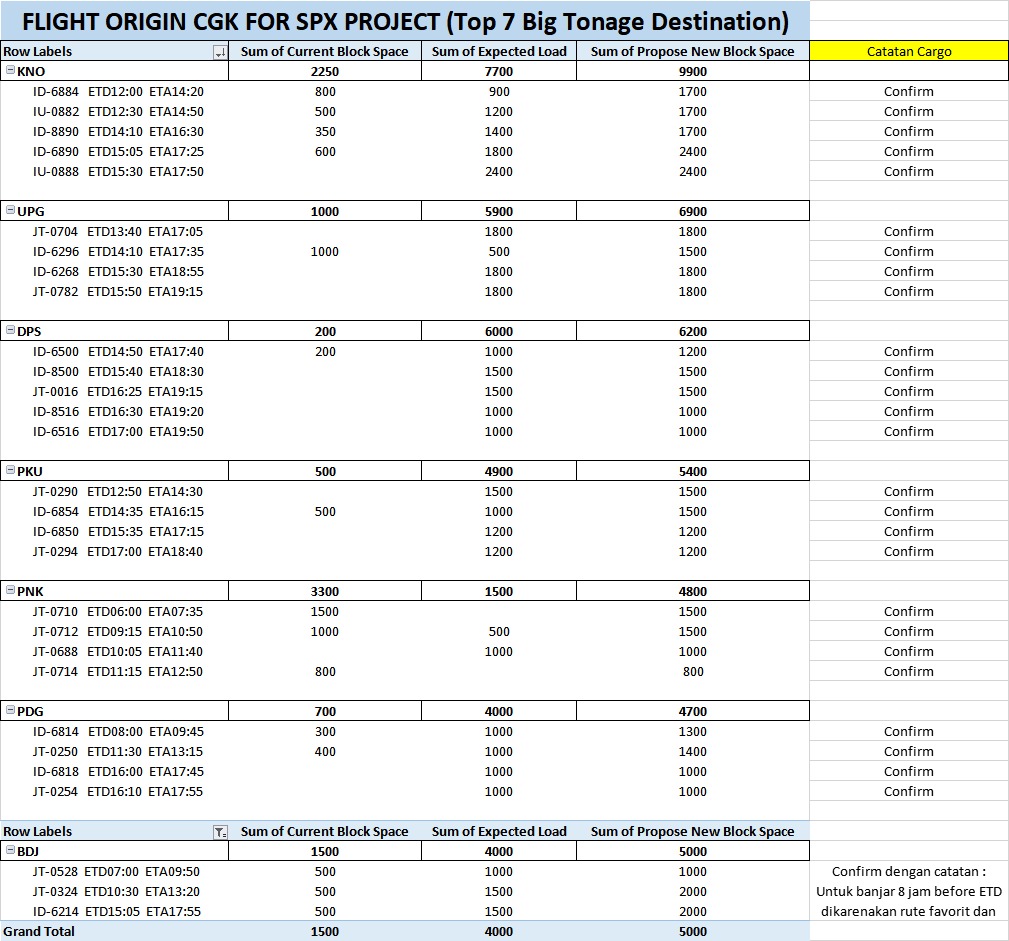 FLIGHT ORIGIN CGK FOR SPX PROJECT (Top 7 Big Tonage Destination)
Row Labels Sum of Current Block Space Sum of Expected Load Sum of Propose New Block Space Catatan Cargo
KNO 2250 7700 9900
ID-6884 ETD12:00 ETA14:20 800 900 1700 Confirm
IU-0882 ETD12:30 ETA14:50 500 1200 1700 Confirm
ID-8890 ETD14:10 ETA16:30 350 1400 1700 Confirm
ID-6890 ETD15:05 ETA17:25 600 1800 2400 Confirm
IU-0888 ETD15:30 ETA17:50 2400 2400 Confirm
UPG 1000 5900 6900
JT-0704 ETD13:40 ETA17:05 1800 1800 Confirm
ID-6296 ETD14:10 ETA17:35 1000 500 1500 Confirm
ID-6268 ETD15:30 ETA18:55 1800 1800 Confirm
JT-0782 ETD15:50 ETA19:15 1800 1800 Confirm
DPS 200 6000 6200
ID-6500 ETD14:50 ETA17:40 200 1000 1200 Confirm
ID-8500 ETD15:40 ETA18:30 1500 1500 Confirm
JT-0016 ETD16:25 ETA19:15 1500 1500 Confirm
ID-8516 ETD16:30 ETA19:20 1000 1000 Confirm
ID-6516 ETD17:00 ETA19:50 1000 1000 Confirm
PKU 500 4900 5400
JT-0290 ETD12:50 ETA14:30 1500 1500 Confirm
ID-6854 ETD14:35 ETA16:15 500 1000 1500 Confirm
ID-6850 ETD15:35 ETA17:15 1200 1200 Confirm
JT-0294 ETD17:00 ETA18:40 1200 1200 Confirm
PNK 3300 1500 4800
JT-0710 ETD06:00 ETA07:35 1500 1500 Confirm
JT-0712 ETD09:15 ETA10:50 1000 500 1500 Confirm
JT-0688 ETD10:05 ETA11:40 1000 1000 Confirm
JT-0714 ETD11:15 ETA12:50 800 800 Confirm
PDG 700 4000 4700
ID-6814 ETD08:00 ETA09:45 300 1000 1300 Confirm
JT-0250 ETD11:30 ETA13:15 400 1000 1400 Confirm
ID-6818 ETD16:00 ETA17:45 1000 1000 Confirm
JT-0254 ETD16:10 ETA17:55 1000 1000 Confirm
Row Labels Sum of Current Block Space Sum of Expected Load Sum of Propose New Block Space
BDJ 1500 4000 5000
JT-0528 ETD07:00 ETA09:50 500 1000 1000 Confirm dengan catatan :
JT-0324 ETD10:30 ETA13:20 500 1500 2000 Untuk banjar 8 jam before ETD
ID-6214 ETD15:05 ETA17:55 500 1500 2000 dikarenakan rute favorit dan
Grand Total 1500 4000 5000